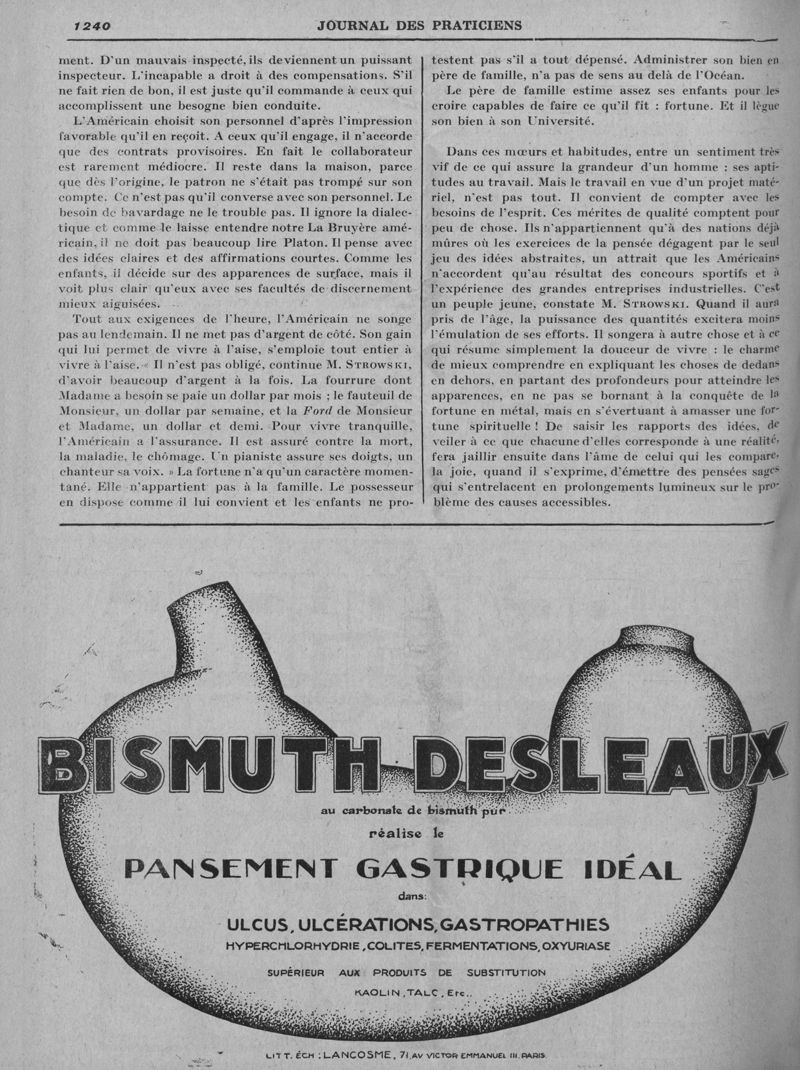 1240
JOURNAL DES PRATICIENS
ment. D'un mauvais inspecté, ils deviennent un puissant
inspecteur. L'incapable a droit à des compensations. S'il
ne fait rien de bon, il est juste qu'il commande à ceux qui
accomplissent une besogne bien conduite.
L'Américain choisit son personnel d'après l'impression
favorable qu'il en reçoit. A ceux qu'il engage, il n'accorde
que des contrats provisoires. En fait le collaborateur
est rarement médiocre. Il reste dans la maison, parce
que dès l'origine, le patron ne s'était pas trompé sur son
compte. Ce n'est pas qu'il converse avec son personnel. Le
besoin de bavardage ne le trouble pas. Il ignore la dialec-
tique et comme le laisse entendre notre La Bruyère amé-
ricain, il ne doit pas beaucoup lire Platon. Il pense avec
des idées claires et des affirmations courtes. Comme les
enfants, il décide sur des apparences de surface, mais il
voit plus clair qu'eux avec ses facultés de discernement
mieux aiguisées.
Tout aux exigences de l'heure, l'Américain ne songe
pas au lendemain. Il ne met pas d'argent de côté. Son gain
qui lui permet de vivre à l'aise, s'emploie tout entier à
vivre à l'aise. « Il n'est pas obligé, continue M. STROWSKI,
d'avoir beaucoup d'argent à la fois. La fourrure dont
Madame a besoin se paie un dollar par mois ; le fauteuil de
Monsieur, un dollar par semaine, et la Ford de Monsieur
et Madame, un dollar et demi. Pour vivre tranquille,
l'Américain a l'assurance. Il est assuré contre la mort,
la maladie, le chômage. Un pianiste assure ses doigts, un
chanteur sa voix. » La fortune n'a qu'un caractère momen-
tané. Elle n'appartient pas à la famille. Le possesseur
en dispose comme il lui convient et les enfants ne pro-
testent pas s'il a tout dépensé. Administrer son bien en
père de famille, n'a pas de sens au delà de l'Océan.
Le père de famille estime assez ses enfants pour les
croire capables de faire ce qu'il fit : fortune. Et il lègue
son bien à son Université.
Dans ces mœurs et habitudes, entre un sentiment très
vif de ce qui assure la grandeur d'un homme : ses apti-
tudes au travail. Mais le travail en vue d'un projet maté-
riel, n'est pas tout. Il convient de compter avec les
besoins de l'esprit. Ces mérites de qualité comptent pour
peu de chose. Ils n'appartiennent qu'à des nations déjà
mûres où les exercices de la pensée dégagent par le seul
jeu des idées abstraites, un attrait que les Américains
n'accordent qu'au résultat des concours sportifs et à
l'expérience des grandes entreprises industrielles. C'est
un peuple jeune, constate M. STROWSKI. Quand il aura
pris de l'âge, la puissance des quantités excitera moins
l'émulation de ses efforts. Il songera à autre chose et à ce
qui résume simplement la douceur de vivre : le charme
de mieux comprendre en expliquant les choses de dedans
en dehors, en partant des profondeurs pour atteindre les
apparences, en ne pas se bornant à la conquête de la
fortune en métal, mais en s'évertuant à amasser une for-
tune spirituelle ! De saisir les rapports des idées, de
veiler à ce que chacune d'elles corresponde à une réalité,
fera jaillir ensuite dans l'âme de celui qui les compare,
la joie, quand il s'exprime, d'émettre des pensées sages
qui s'entrelacent en prolongements lumineux sur le pro-
blème des causes accessibles.
BISMUTH DESLEAUX
au carbonate de bismuth pur
réalise le
PANSEMENT GASTRIQUE IDÉAL
dans:
ULCUS, ULCÉRATIONS, GASTROPATHIES
HYPERCHLORHYDRIE, COLITES, FERMENTATIONS, OXYURIASE
SUPÉRIEUR AUX PRODUITS DE SUBSTITUTION
KAOLIN, TALC, Etc..
LITT. ÉCH : LANCOSME, 71, AV VICTOR EMMANUEL III. PARIS